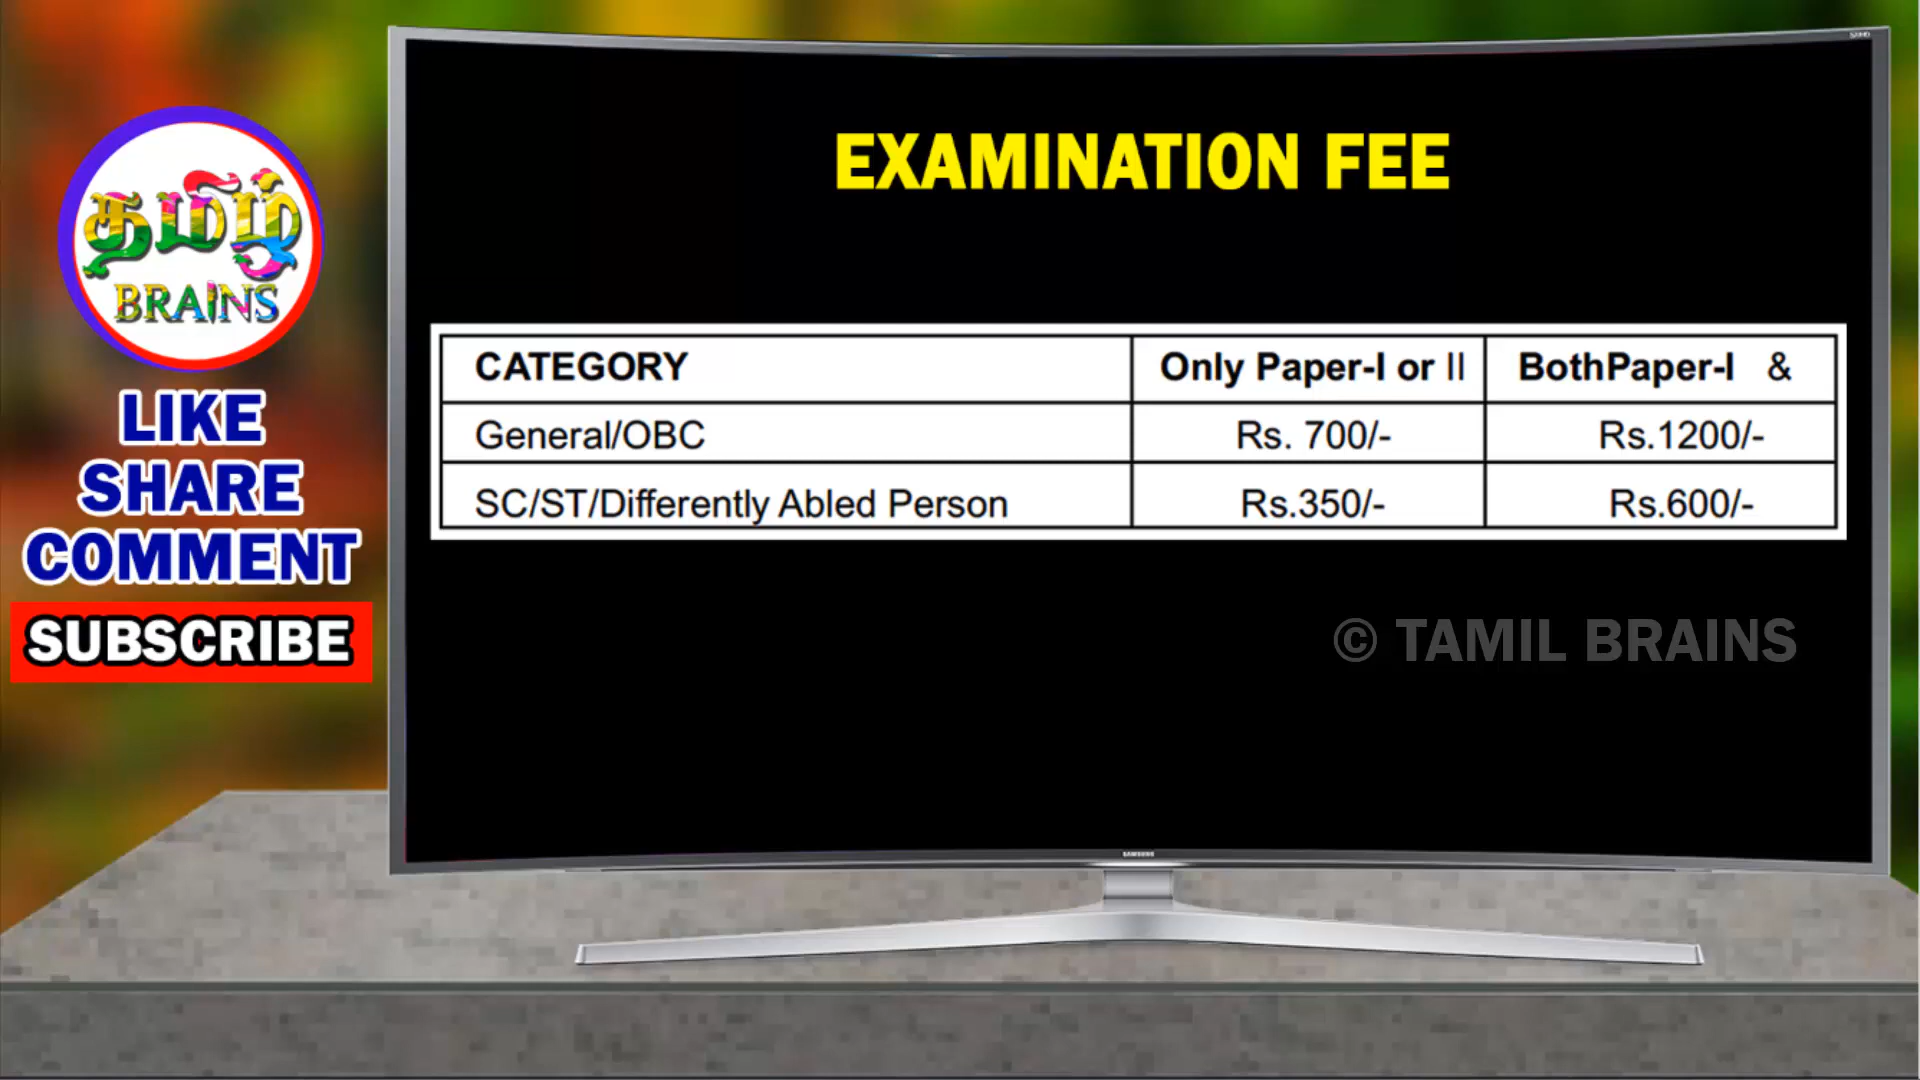 தமிழ்
BRAINS
LIKE
SHARE
COMMENT
SUBSCRIBE
EXAMINATION FEE
CATEGORY Only Paper-I or II BothPaper-I &
General/OBC Rs. 700/- Rs.1200/-
SC/ST/Differently Abled Person Rs.350/- Rs.600/-
© TAMIL BRAINS
SAMSUNG